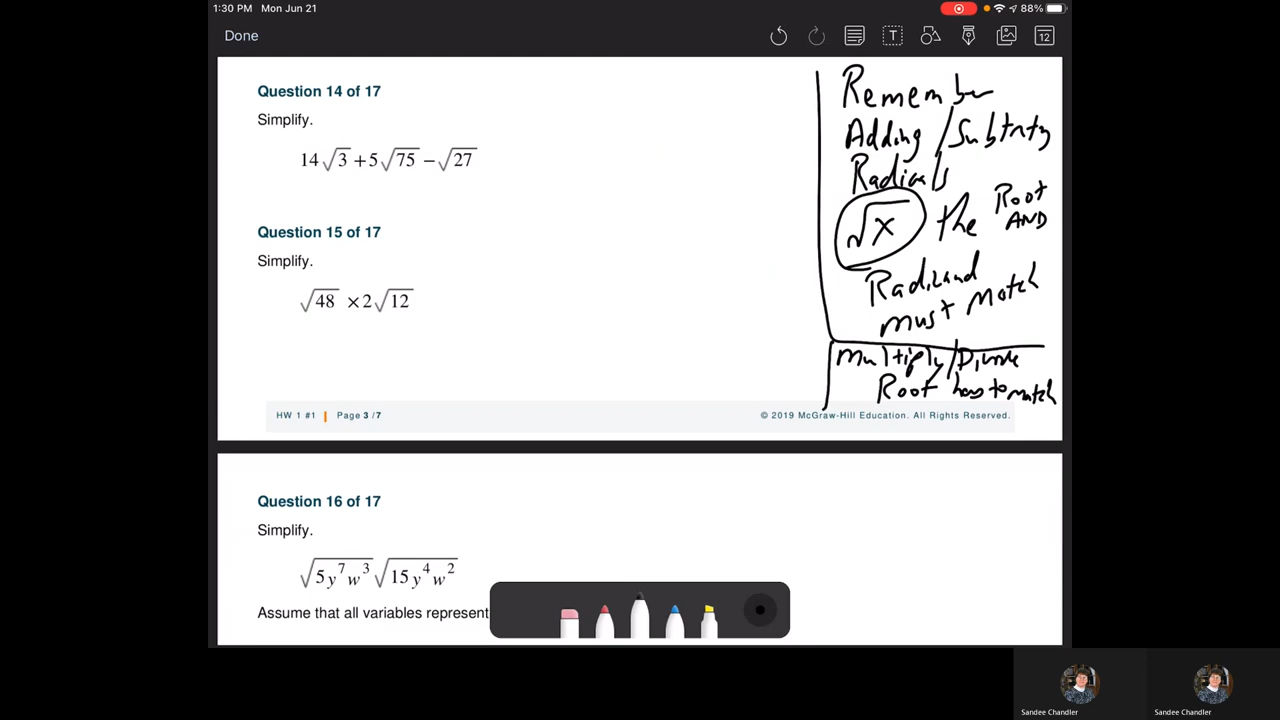 1:30 PM Mon Jun 21
88%
Done
12
Question 14 of 17
Simplify.
14√3 + 5√75 − √27
Question 15 of 17
Simplify.
√48 × 2√12
HW 1 #1 | Page 3 /7
© 2019 McGraw-Hill Education. All Rights Reserved.
Remember
Adding/Subtrtg
Radicals
√x the Root
AND
Radicand
must Match
Multiply/Divide
Root has to match
Question 16 of 17
Simplify.
√5y⁷w³ √15y⁴w²
Assume that all variables represent
Sandee Chandler
Sandee Chandler